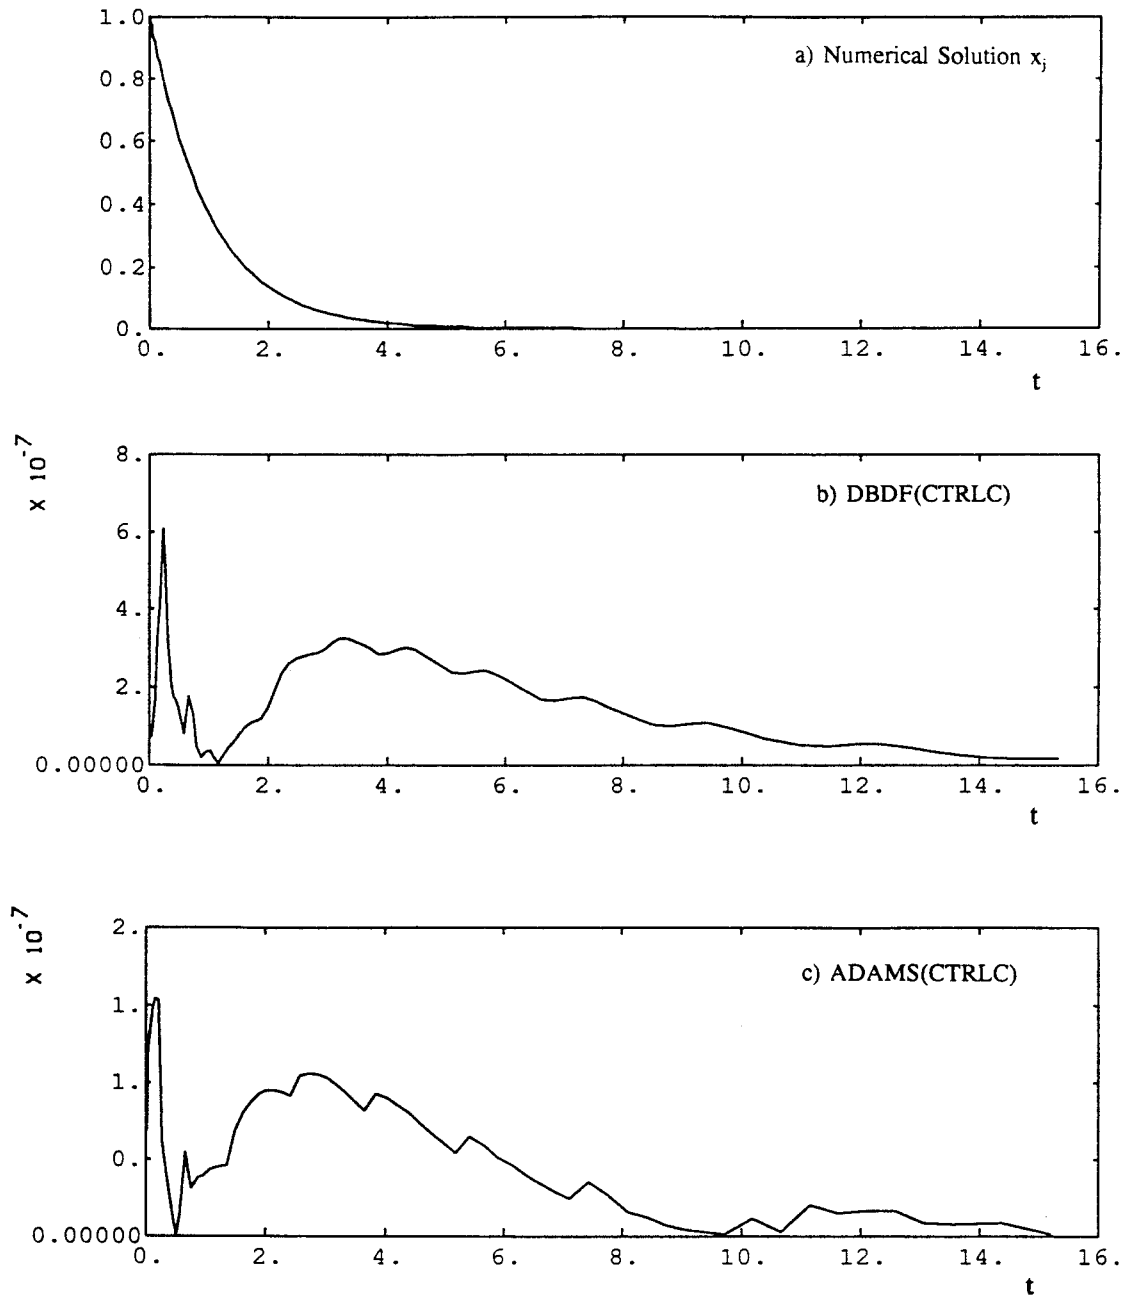 1.0
a) Numerical Solution xj
0.8
0.6
0.4
0.2
0.
0. 2. 4. 6. 8. 10. 12. 14. 16.
t
X 10-7
8.
b) DBDF(CTRLC)
6.
4.
2.
0.00000
0. 2. 4. 6. 8. 10. 12. 14. 16.
t
X 10-7
2.
c) ADAMS(CTRLC)
1.
1.
0.
0.00000
0. 2. 4. 6. 8. 10. 12. 14. 16.
t